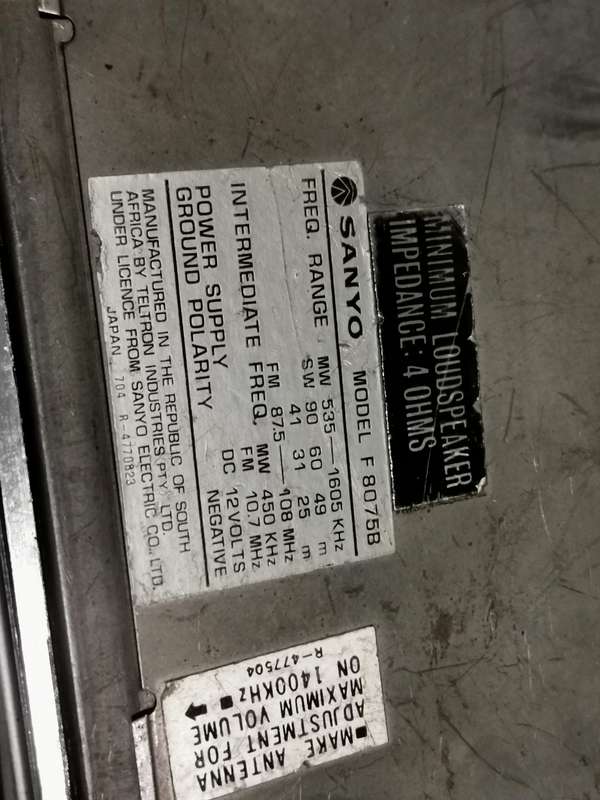 MINIMUM LOUDSPEAKER
IMPEDANCE: 4 OHMS
SANYO MODEL F8075B
FREQ. RANGE MW 535—1605 KHz
SW 90 60 49 m
41 31 25 m
FM 87.5—108 MHz
INTERMEDIATE FREQ. MW 450 KHz
FM 10.7 MHz
POWER SUPPLY DC 12VOLTS
GROUND POLARITY NEGATIVE
MANUFACTURED IN THE REPUBLIC OF SOUTH
AFRICA BY TELTRON INDUSTRIES PTY. LTD.
UNDER LICENCE FROM SANYO ELECTRIC CO., LTD.
JAPAN. 704 R-4770823
■ MAKE ANTENNA
ADJUSTMENT FOR
MAXIMUM VOLUME
ON 1400KHz
R-477504